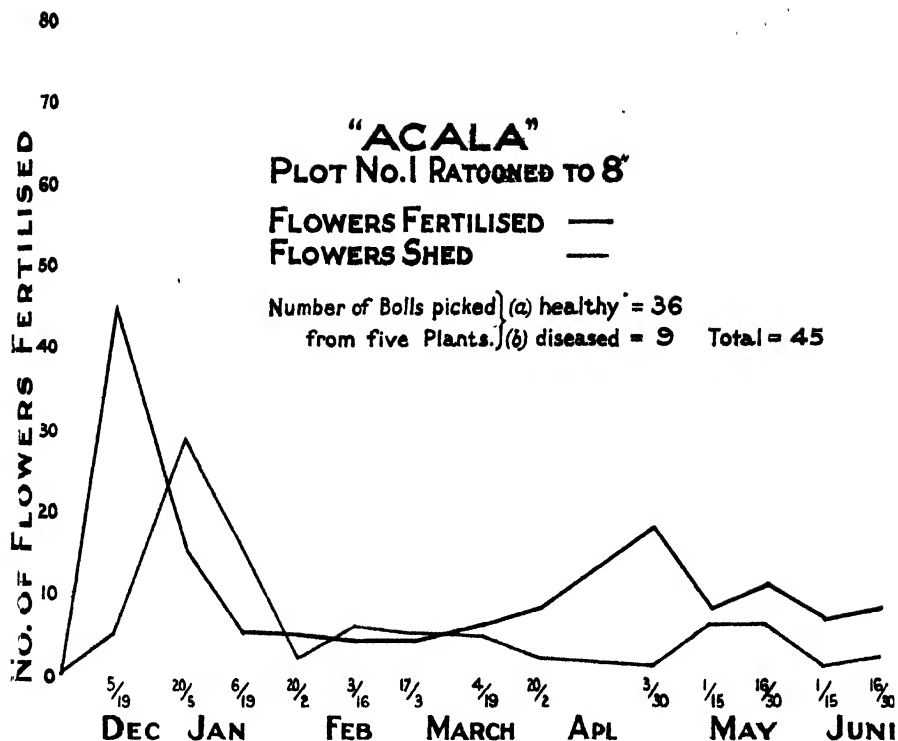 80
70
60
50
40
30
20
10
0
NO. OF FLOWERS FERTILISED
"ACALA"
PLOT NO.1 RATOONED TO 8"
FLOWERS FERTILISED —
FLOWERS SHED —
Number of Bolls picked } (a) healthy = 36
from five Plants. } (b) diseased = 9 Total = 45
5/19 20/5 6/19 20/2 3/16 17/3 4/19 20/2 3/30 1/15 16/30 1/15 16/30
DEC JAN FEB MARCH APL MAY JUNI